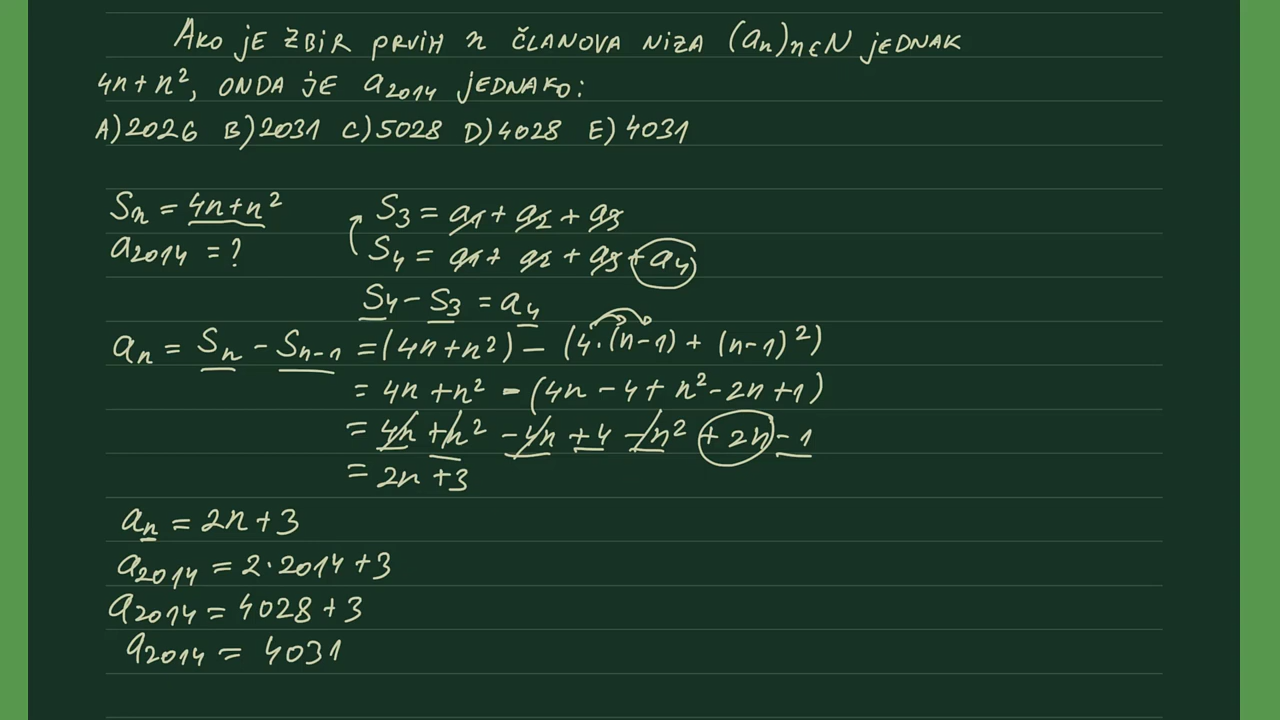 Ako je zbir prvih n članova niza (aₙ)ₙ∈N jednak
4n + n², onda je a₂₀₁₄ jednako:
A) 2026 B) 2031 C) 5028 D) 4028 E) 4031
Sₙ = 4n+n²
a₂₀₁₄ = ?
S₃ = a₁ + a₂ + a₃
S₄ = a₁ + a₂ + a₃ + a₄
S₄ - S₃ = a₄
aₙ = Sₙ - Sₙ₋₁ = (4n+n²) - (4·(n-1) + (n-1)²)
= 4n + n² - (4n - 4 + n² - 2n + 1)
= 4n + n² - 4n + 4 - n² + 2n - 1
= 2n + 3
aₙ = 2n + 3
a₂₀₁₄ = 2·2014 + 3
a₂₀₁₄ = 4028 + 3
a₂₀₁₄ = 4031